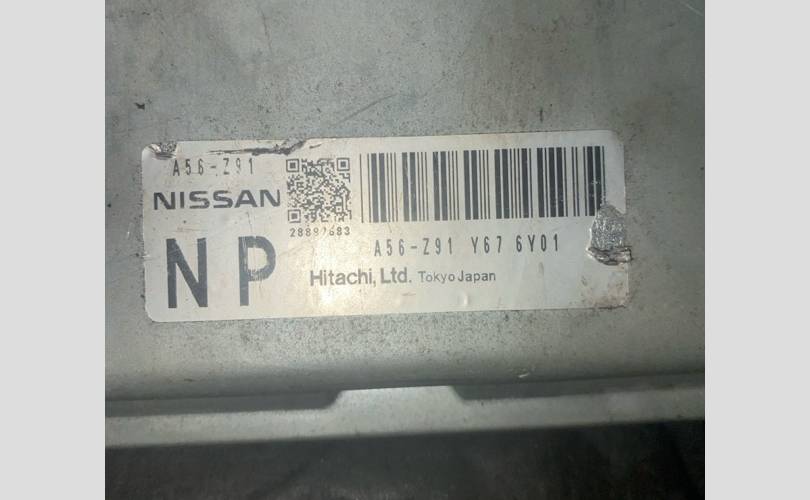 A56-Z91
NISSAN
NP
A56-Z91 Y67 6Y01
Hitachi, Ltd. Tokyo Japan